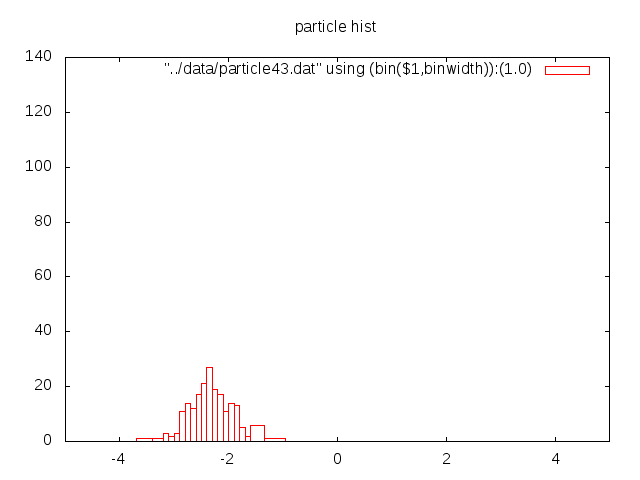 particle hist
140
"../data/particle43.dat" using (bin($1,binwidth)):(1.0)
120
100
80
60
40
20
0
-4 -2 0 2 4